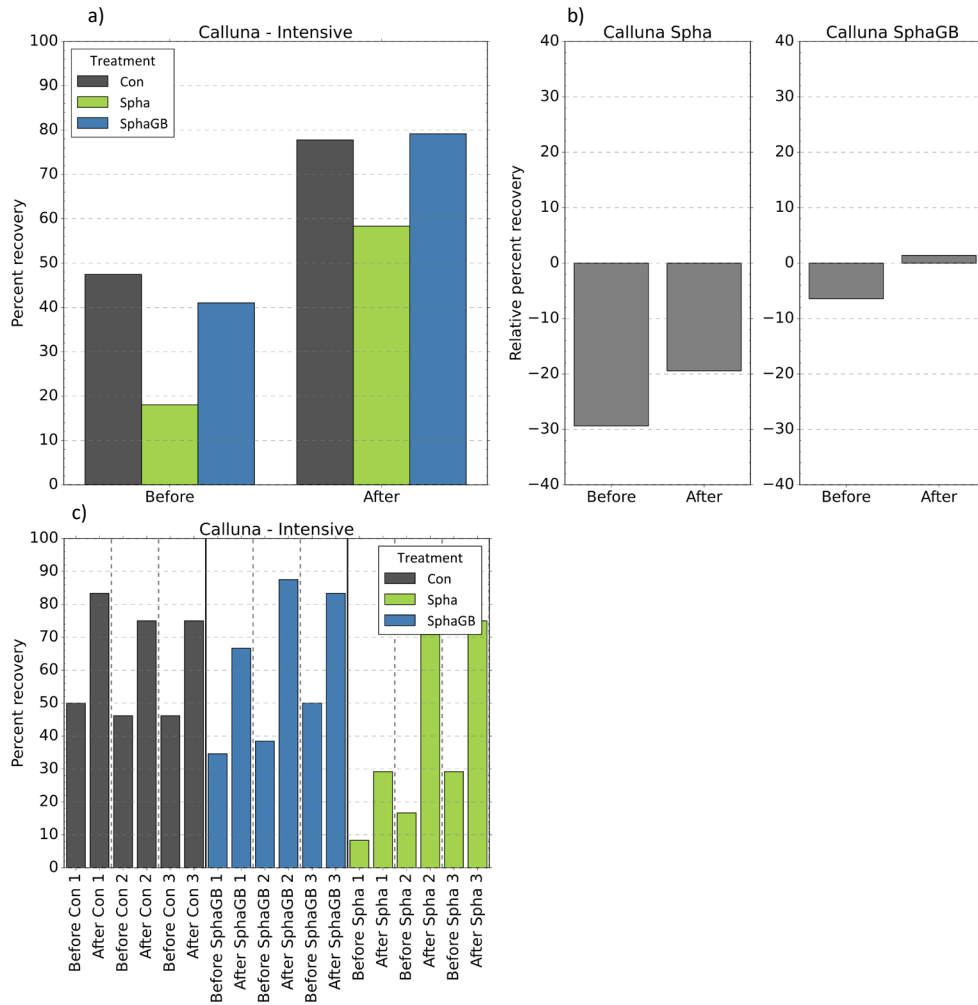 a)
Calluna - Intensive
Percent recovery
100
90
80
70
60
50
40
30
20
10
0
Treatment
Con
Spha
SphaGB
Before After
b)
Calluna Spha
Relative percent recovery
40
30
20
10
0
−10
−20
−30
−40
Before After
Calluna SphaGB
40
30
20
10
0
−10
−20
−30
−40
Before After
c)
Calluna - Intensive
Percent recovery
100
90
80
70
60
50
40
30
20
10
0
Treatment
Con
Spha
SphaGB
Before Con 1
After Con 1
Before Con 2
After Con 2
Before Con 3
After Con 3
Before SphaGB 1
After SphaGB 1
Before SphaGB 2
After SphaGB 2
Before SphaGB 3
After SphaGB 3
Before Spha 1
After Spha 1
Before Spha 2
After Spha 2
Before Spha 3
After Spha 3